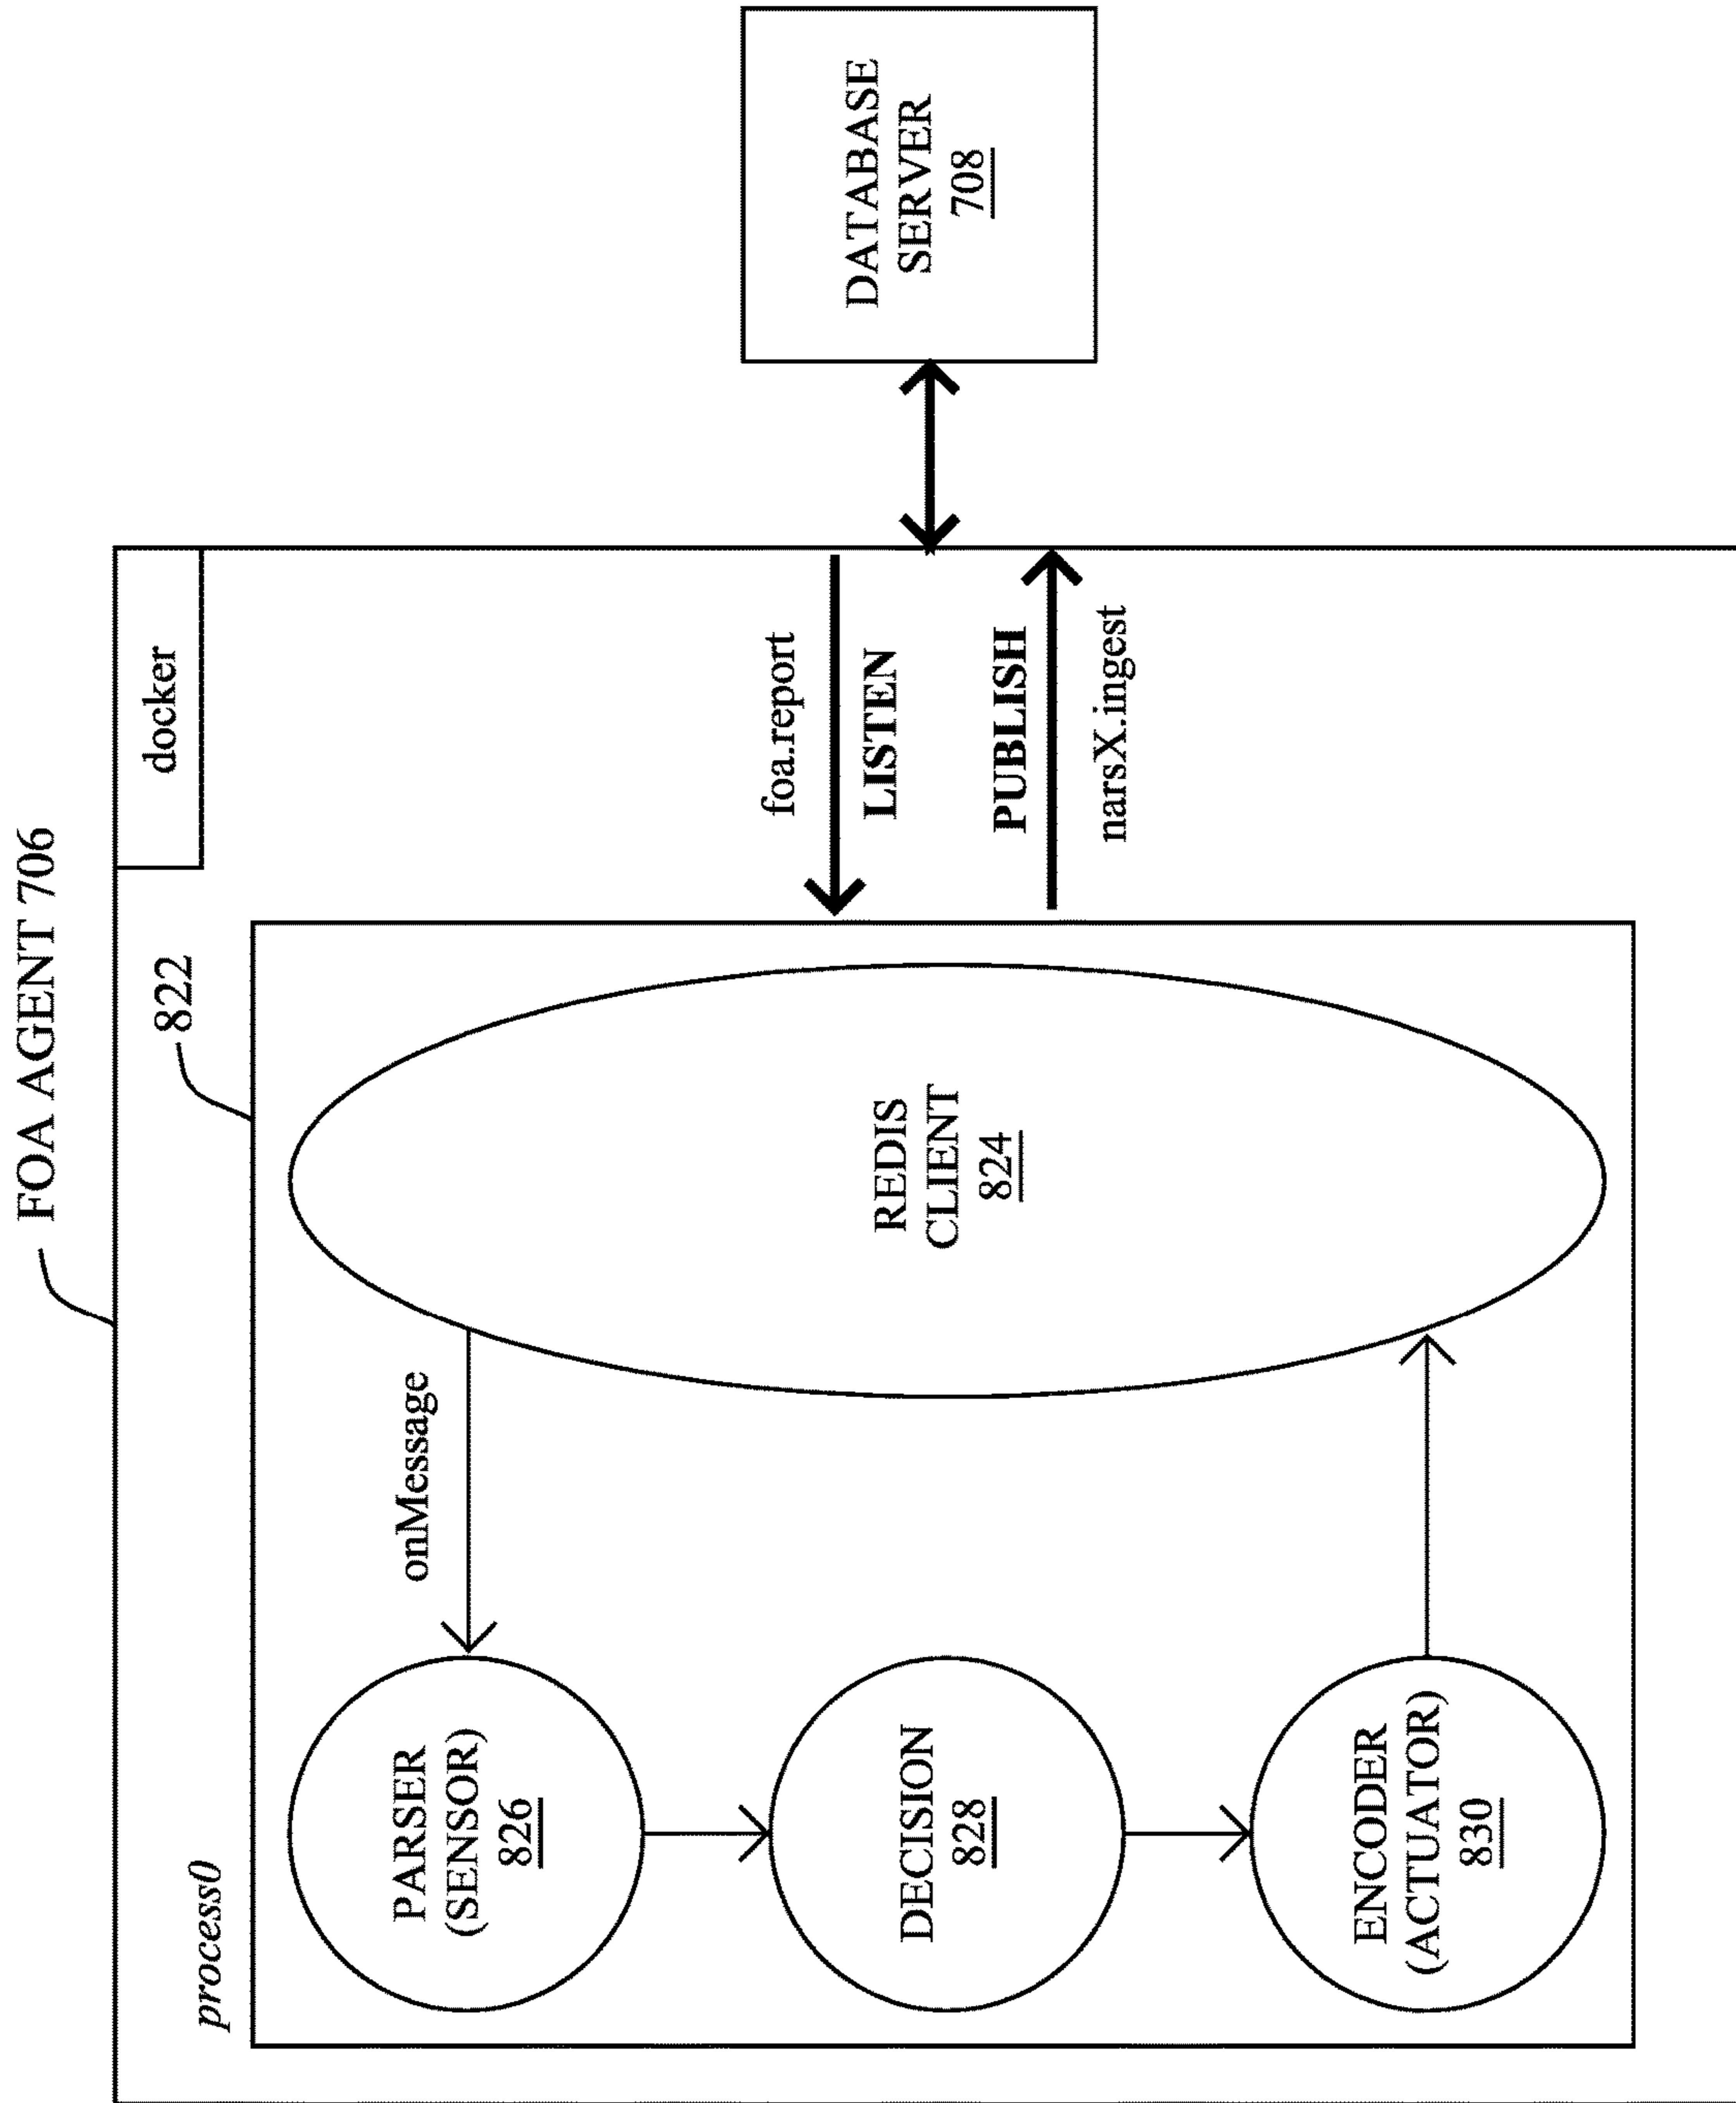 FOA AGENT 706
docker
822
process0
PARSER
(SENSOR)
826
onMessage
DECISION
828
ENCODER
(ACTUATOR)
830
REDIS
CLIENT
824
foa.report
LISTEN
PUBLISH
narsX.ingest
DATABASE
SERVER
708